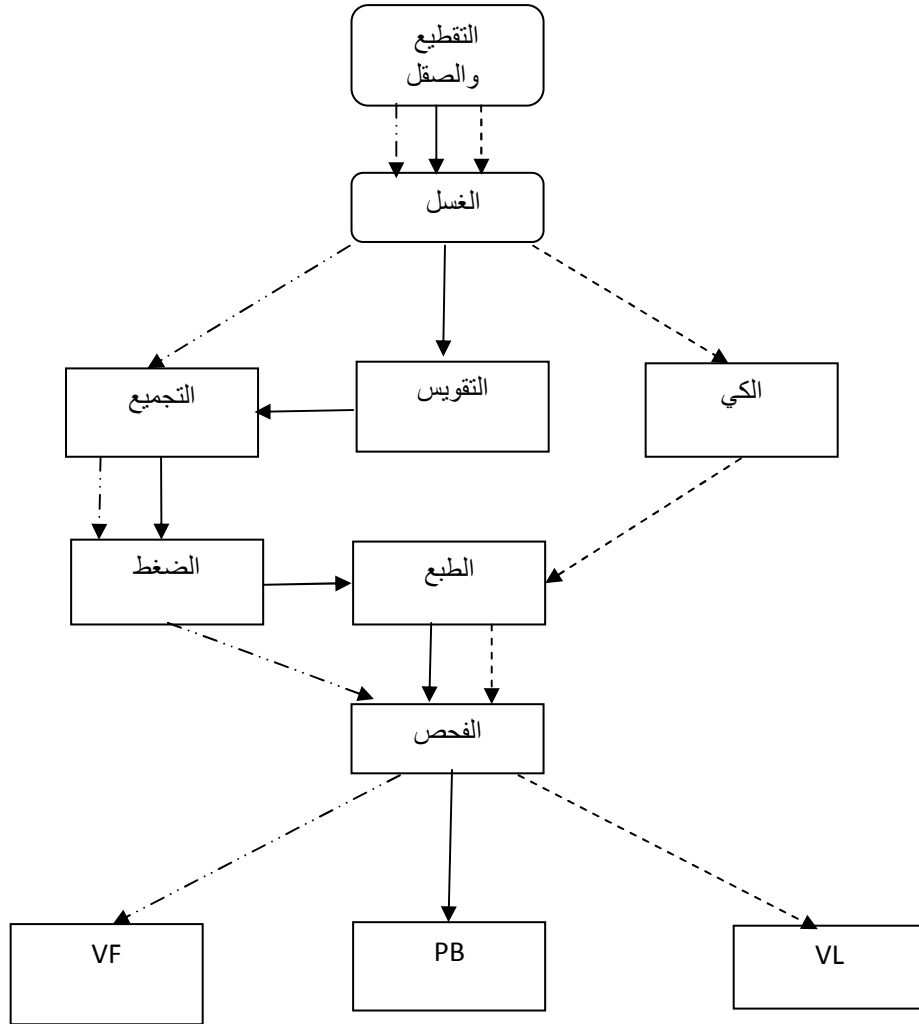 التقطيع
والصقل
الغسل
التجميع
التقويس
الكي
الضغط
الطبع
الفحص
VF
PB
VL